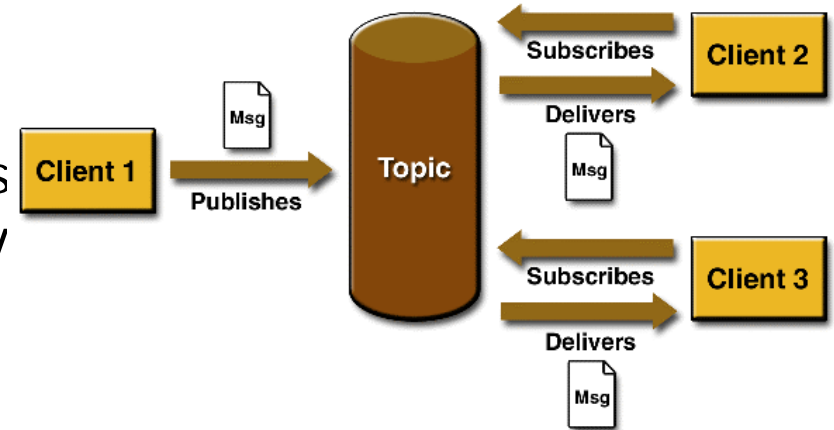 Msg
Client 1
Publishes
s
y
Topic
Subscribes
Client 2
Delivers
Msg
Subscribes
Client 3
Delivers
Msg